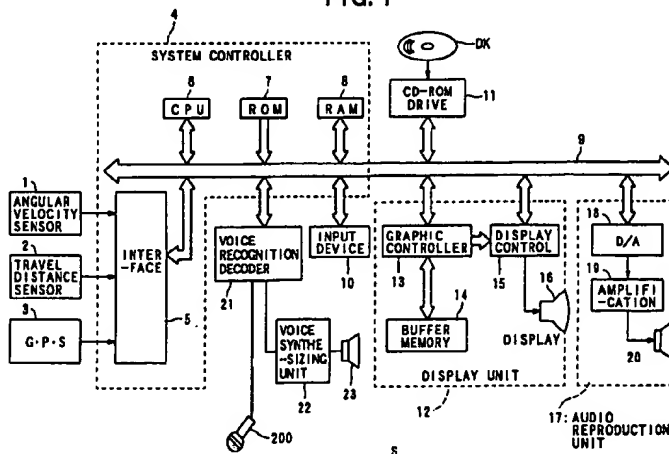 FIG. 1
4
SYSTEM CONTROLLER
DK
6
7
8
CPU
ROM
RAM
CD-ROM
DRIVE
11
9
1
ANGULAR
VELOCITY
SENSOR
2
TRAVEL
DISTANCE
SENSOR
3
G·P·S
INTER
-FACE
5
VOICE
RECOGNITION
DECODER
21
INPUT
DEVICE
10
GRAPHIC
CONTROLLER
13
DISPLAY
CONTROL
15
16
18
D/A
19
AMPLIFI
-CATION
20
14
BUFFER
MEMORY
DISPLAY
VOICE
SYNTHE
-SIZING
UNIT
22
23
DISPLAY UNIT
12
17: AUDIO
REPRODUCTION
UNIT
200
S